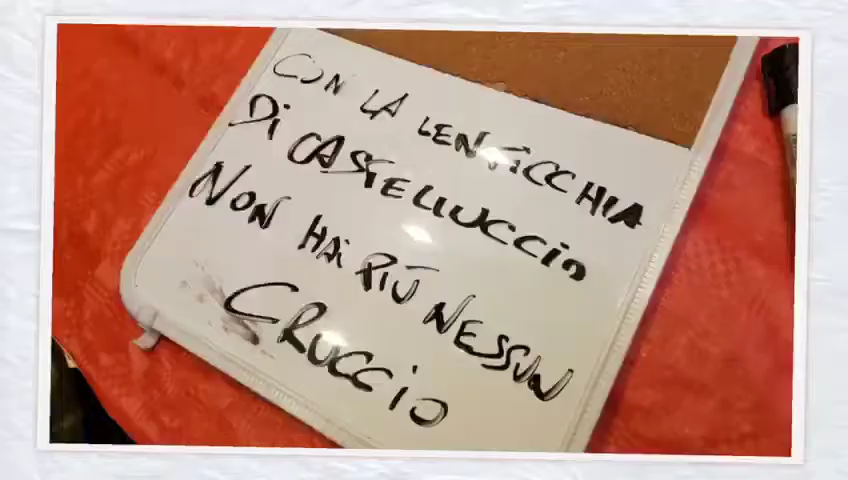 CON LA LENTICCHIA
Di CASTELLUCCIO
NON HAi PIÙ NESSUN
CRUCCiO